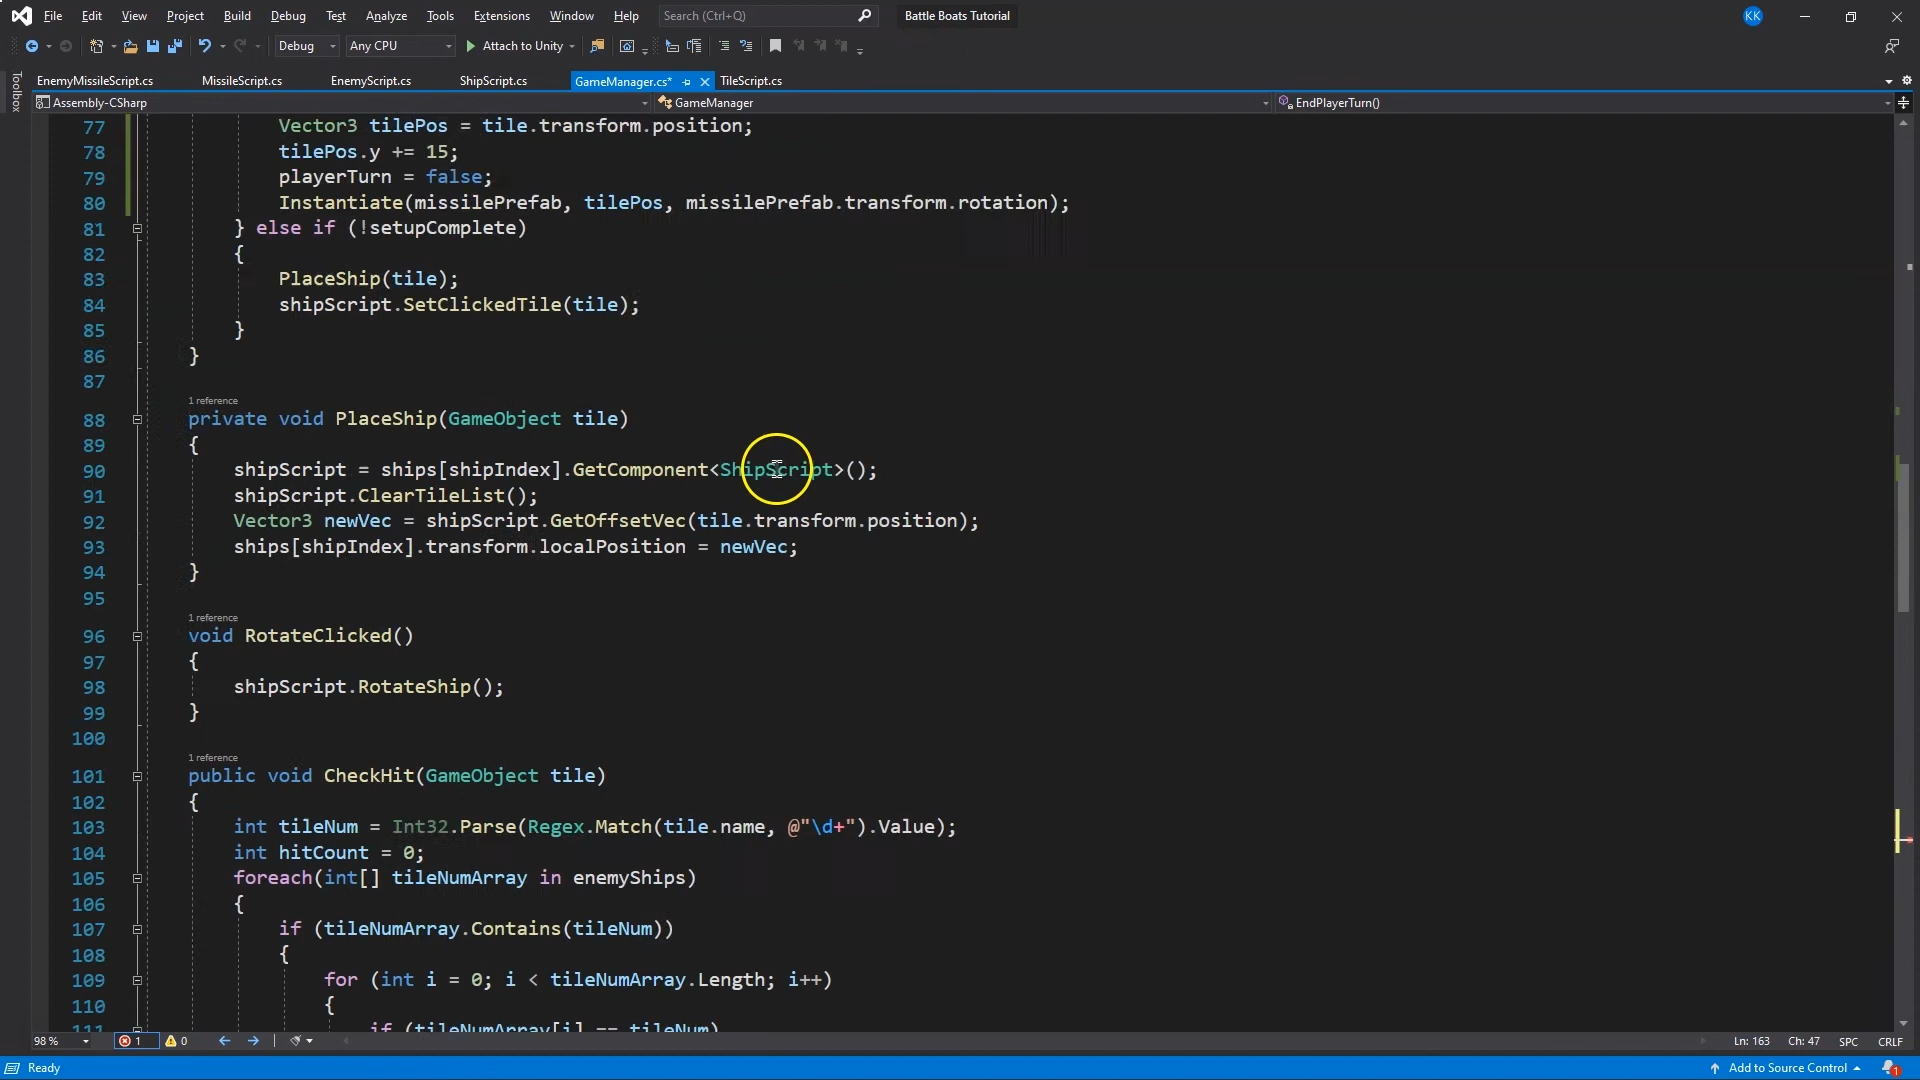 File Edit View Project Build Debug Test Analyze Tools Extensions Window Help Search (Ctrl+Q) Battle Boats Tutorial KK
Debug Any CPU Attach to Unity
Toolbox
EnemyMissileScript.cs MissileScript.cs EnemyScript.cs ShipScript.cs GameManager.cs* TileScript.cs
Assembly-CSharp GameManager EndPlayerTurn()
77 Vector3 tilePos = tile.transform.position;
78 tilePos.y += 15;
79 playerTurn = false;
80 Instantiate(missilePrefab, tilePos, missilePrefab.transform.rotation);
81 } else if (!setupComplete)
82 {
83 PlaceShip(tile);
84 shipScript.SetClickedTile(tile);
85 }
86 }
87
1 reference
88 private void PlaceShip(GameObject tile)
89 {
90 shipScript = ships[shipIndex].GetComponent<ShipScript>();
91 shipScript.ClearTileList();
92 Vector3 newVec = shipScript.GetOffsetVec(tile.transform.position);
93 ships[shipIndex].transform.localPosition = newVec;
94 }
95
1 reference
96 void RotateClicked()
97 {
98 shipScript.RotateShip();
99 }
100
1 reference
101 public void CheckHit(GameObject tile)
102 {
103 int tileNum = Int32.Parse(Regex.Match(tile.name, @"\d+").Value);
104 int hitCount = 0;
105 foreach(int[] tileNumArray in enemyShips)
106 {
107 if (tileNumArray.Contains(tileNum))
108 {
109 for (int i = 0; i < tileNumArray.Length; i++)
110 {
111 if (tileNumArray[i] == tileNum)
98 % 1 0 Ln: 163 Ch: 47 SPC CRLF
Ready Add to Source Control 1